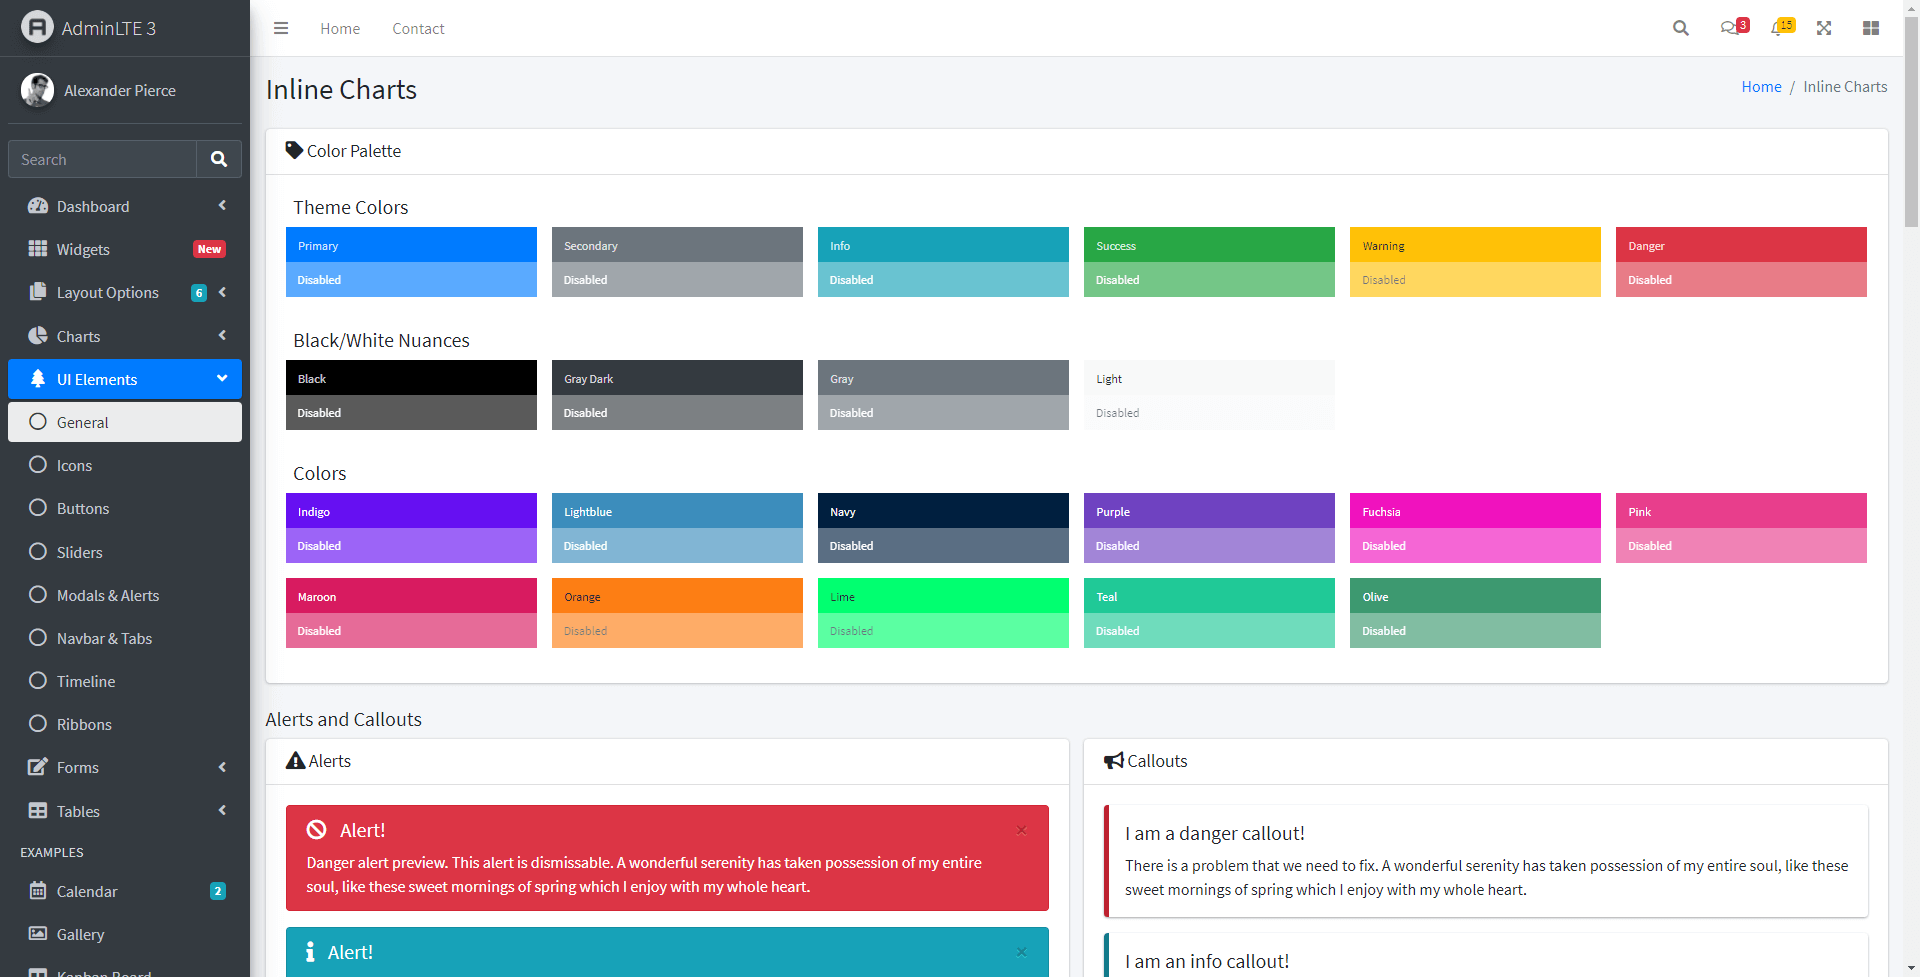 AdminLTE 3
Home
Contact
3
15
Alexander Pierce
Search
Dashboard
Widgets
New
Layout Options
6
Charts
UI Elements
General
Icons
Buttons
Sliders
Modals & Alerts
Navbar & Tabs
Timeline
Ribbons
Forms
Tables
EXAMPLES
Calendar
2
Gallery
Kanban Board
Inline Charts
Home / Inline Charts
Color Palette
Theme Colors
Primary
Disabled
Secondary
Disabled
Info
Disabled
Success
Disabled
Warning
Disabled
Danger
Disabled
Black/White Nuances
Black
Disabled
Gray Dark
Disabled
Gray
Disabled
Light
Disabled
Colors
Indigo
Disabled
Lightblue
Disabled
Navy
Disabled
Purple
Disabled
Fuchsia
Disabled
Pink
Disabled
Maroon
Disabled
Orange
Disabled
Lime
Disabled
Teal
Disabled
Olive
Disabled
Alerts and Callouts
Alerts
Alert!
×
Danger alert preview. This alert is dismissable. A wonderful serenity has taken possession of my entire
soul, like these sweet mornings of spring which I enjoy with my whole heart.
Alert!
×
Callouts
I am a danger callout!
There is a problem that we need to fix. A wonderful serenity has taken possession of my entire soul, like these
sweet mornings of spring which I enjoy with my whole heart.
I am an info callout!